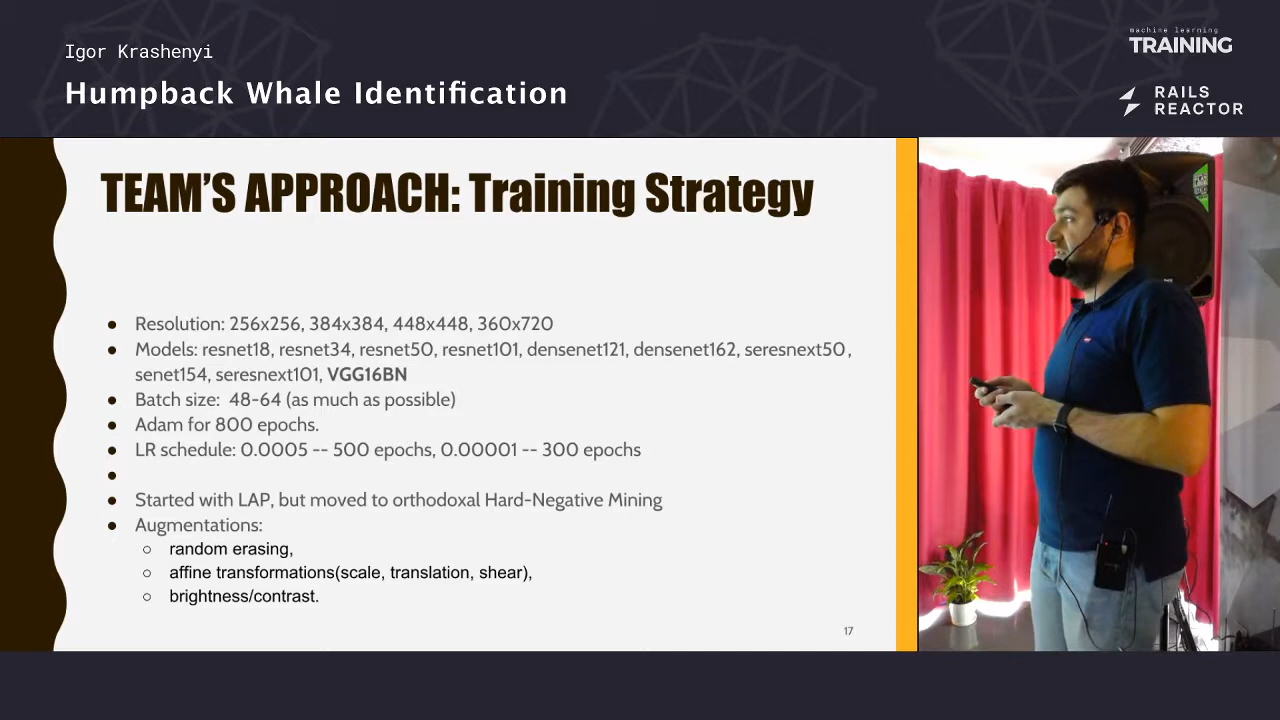 Igor Krashenyi
Humpback Whale Identification
machine learning
TRAINING
RAILS
REACTOR
TEAM'S APPROACH: Training Strategy
● Resolution: 256x256, 384x384, 448x448, 360x720
● Models: resnet18, resnet34, resnet50, resnet101, densenet121, densenet162, seresnext50,
senet154, seresnext101, VGG16BN
● Batch size: 48-64 (as much as possible)
● Adam for 800 epochs.
● LR schedule: 0.0005 -- 500 epochs, 0.00001 -- 300 epochs
●
● Started with LAP, but moved to orthodoxal Hard-Negative Mining
● Augmentations:
○ random erasing,
○ affine transformations(scale, translation, shear),
○ brightness/contrast.
17